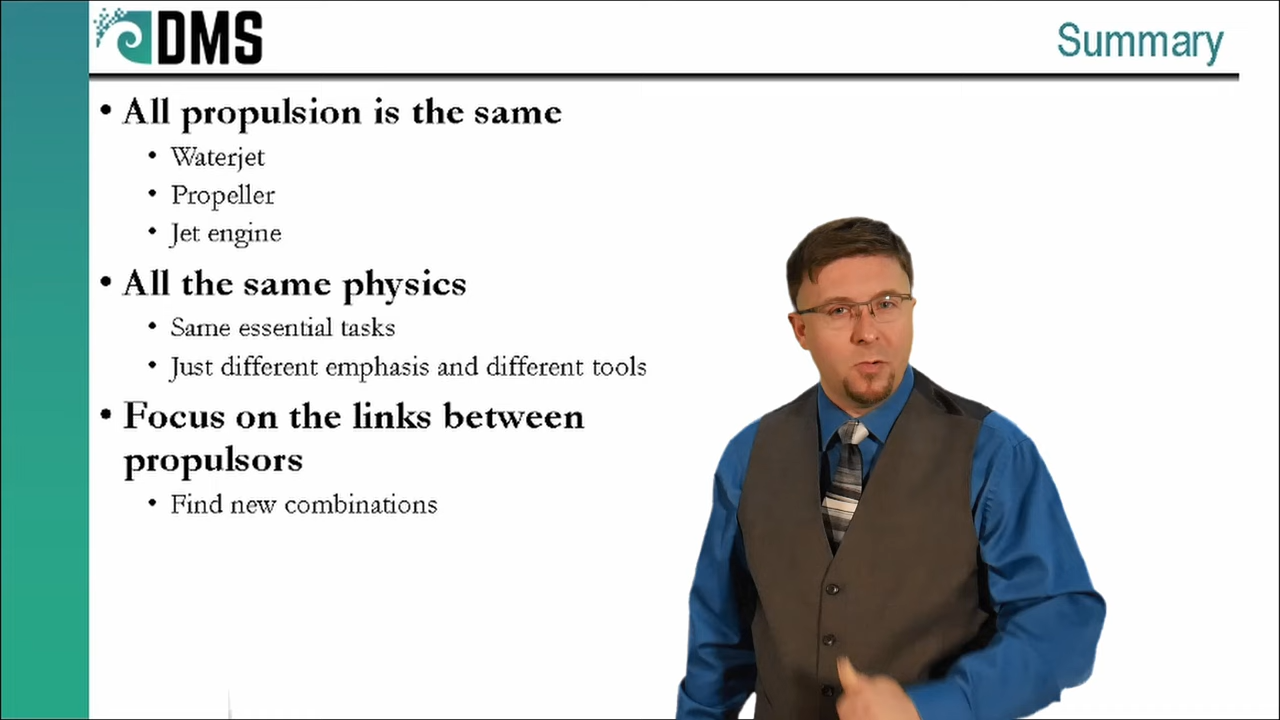 DMS
Summary
• All propulsion is the same
• Waterjet
• Propeller
• Jet engine
• All the same physics
• Same essential tasks
• Just different emphasis and different tools
• Focus on the links between
propulsors
• Find new combinations